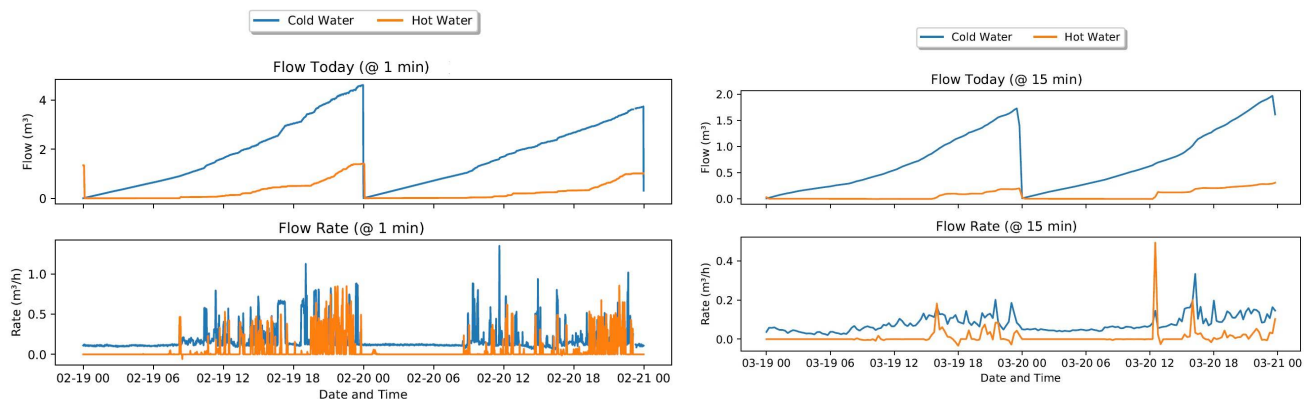 Cold Water Hot Water
Flow Today (@ 1 min)
Flow (m³)
4
2
0
Flow Rate (@ 1 min)
Rate (m³/h)
1.0
0.5
0.0
02-19 00 02-19 06 02-19 12 02-19 18 02-20 00 02-20 06 02-20 12 02-20 18 02-21 00
Date and Time
Cold Water Hot Water
Flow Today (@ 15 min)
Flow (m³)
2.0
1.5
1.0
0.5
0.0
Flow Rate (@ 15 min)
Rate (m³/h)
0.4
0.2
0.0
03-19 00 03-19 06 03-19 12 03-19 18 03-20 00 03-20 06 03-20 12 03-20 18 03-21 00
Date and Time